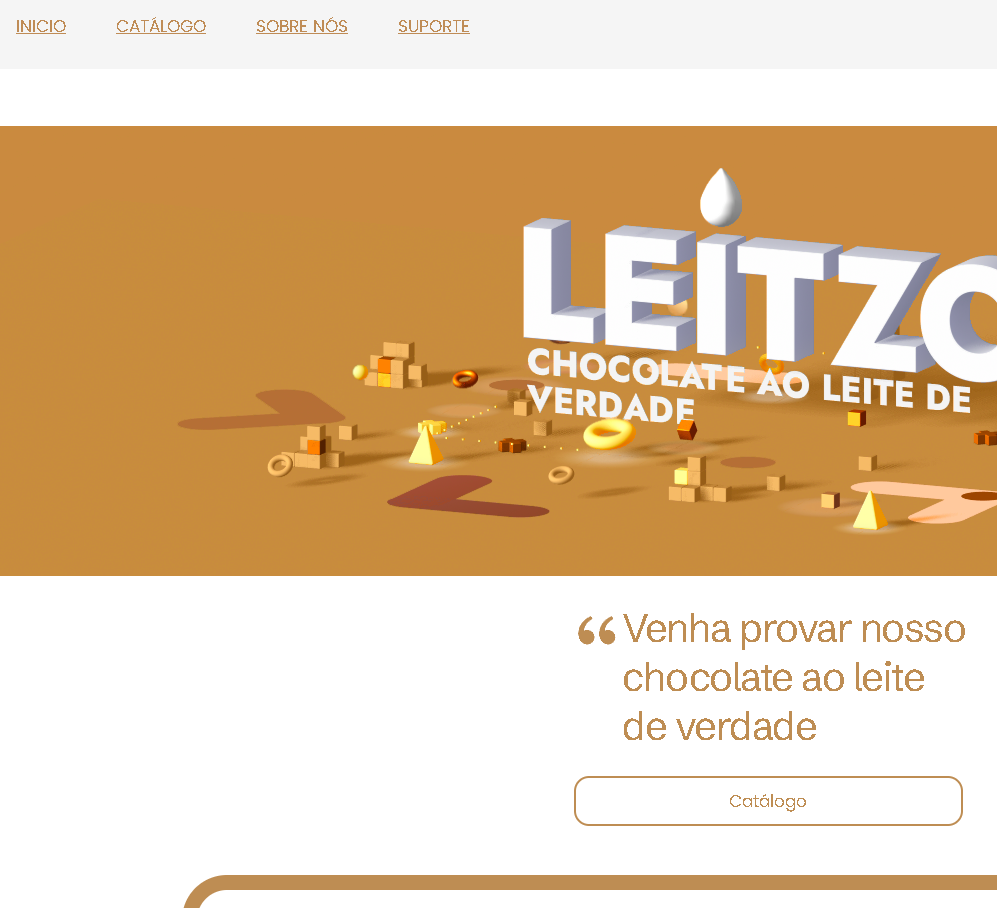 INICIO CATÁLOGO SOBRE NÓS SUPORTE
LEITZO
CHOCOLATE AO LEITE DE
VERDADE
“ Venha provar nosso
chocolate ao leite
de verdade
Catálogo